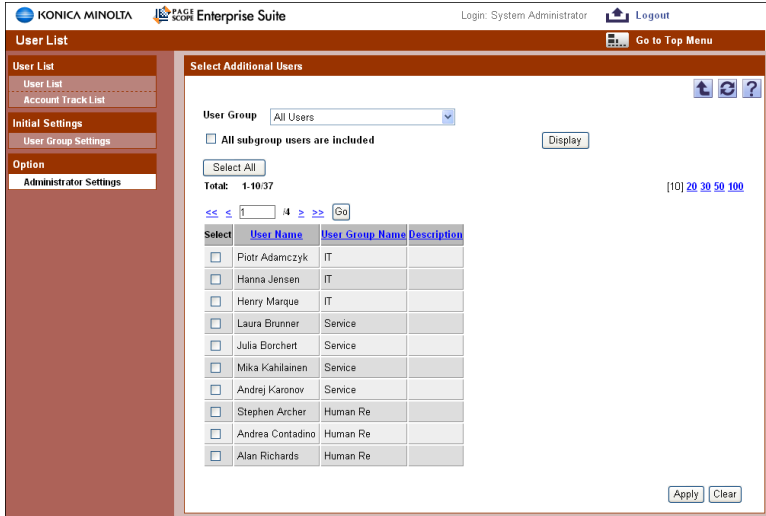 KONICA MINOLTA PAGE SCOPE Enterprise Suite Login: System Administrator Logout
User List Go to Top Menu
User List
User List
Account Track List
Initial Settings
User Group Settings
Option
Administrator Settings
Select Additional Users
?
User Group All Users
All subgroup users are included Display
Select All
Total: 1-10/37 [10] 20 30 50 100
<< < 1 /4 > >> Go
Select User Name User Group Name Description
Piotr Adamczyk IT
Hanna Jensen IT
Henry Marque IT
Laura Brunner Service
Julia Borchert Service
Mika Kahilainen Service
Andrej Karonov Service
Stephen Archer Human Re
Andrea Contadino Human Re
Alan Richards Human Re
Apply Clear